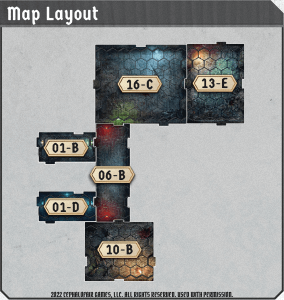 Map Layout
16-C
13-E
01-B
06-B
01-D
10-B
2022 CEPHALOFAIR GAMES, LLC. ALL RIGHTS RESERVED. USED WITH PERMISSION.